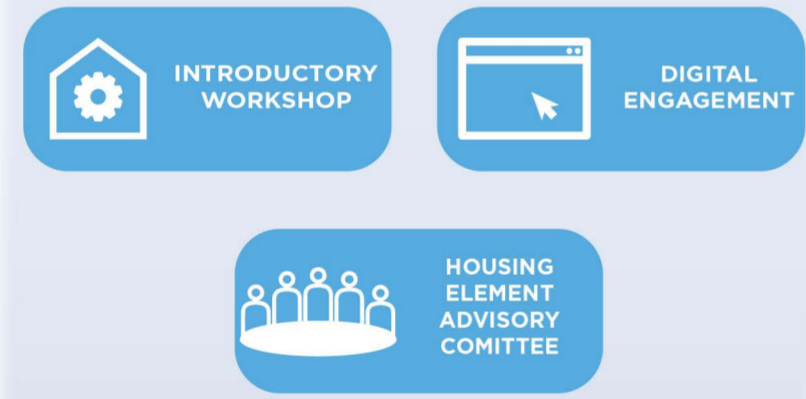 INTRODUCTORY
WORKSHOP
DIGITAL
ENGAGEMENT
HOUSING
ELEMENT
ADVISORY
COMITTEE